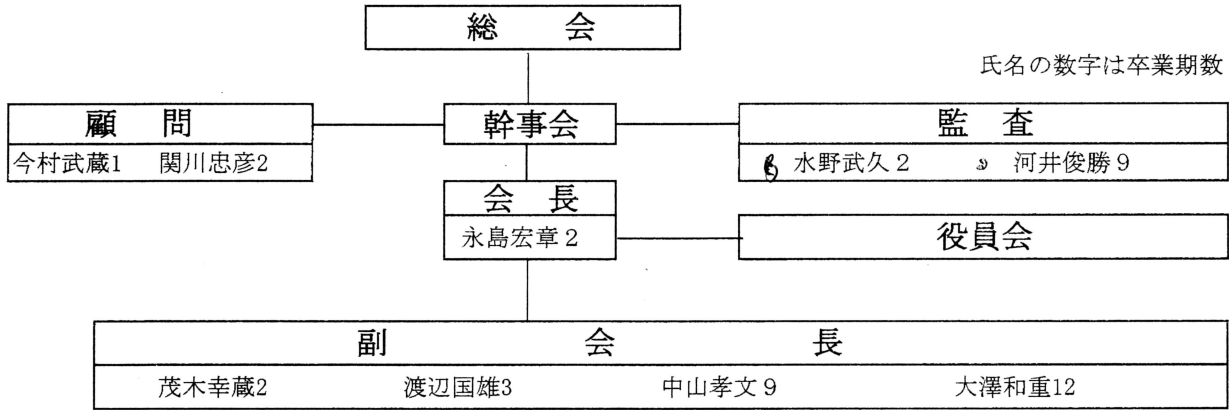 総 会
氏名の数字は卒業期数
顧 問
幹事会
監 査
今村武蔵1 関川忠彦2
水野武久2 河井俊勝9
会 長
永島宏章2
役員会
副 会 長
茂木幸蔵2 渡辺国雄3 中山孝文9 大澤和重12